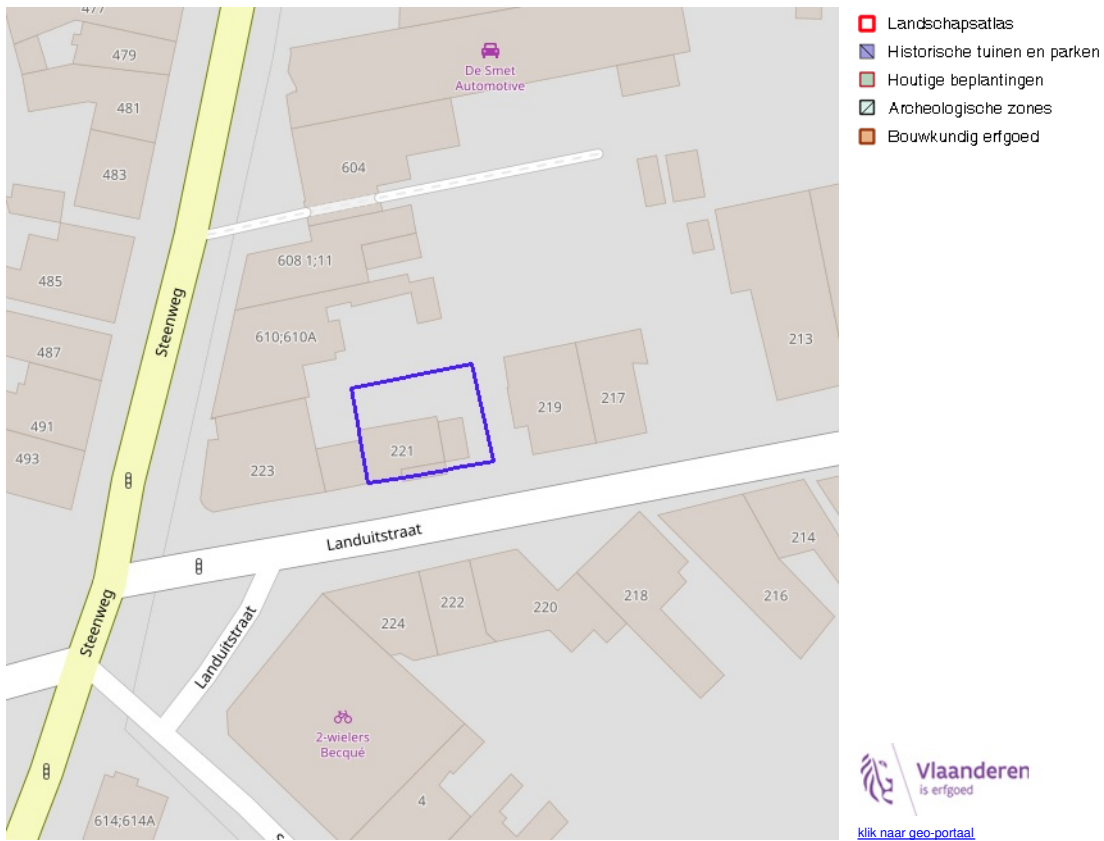 477
479
481
483
485
487
491
493
De Smet
Automotive
604
608 1;11
610;610A
Steenweg
223
221
219
217
213
Landuitstraat
Steenweg
Landuitstraat
224
222
220
218
216
214
2-wielers
Becqué
4
614;614A
Landschapsatlas
Historische tuinen en parken
Houtige beplantingen
Archeologische zones
Bouwkundig erfgoed
Vlaanderen
is erfgoed
klik naar geo-portaal